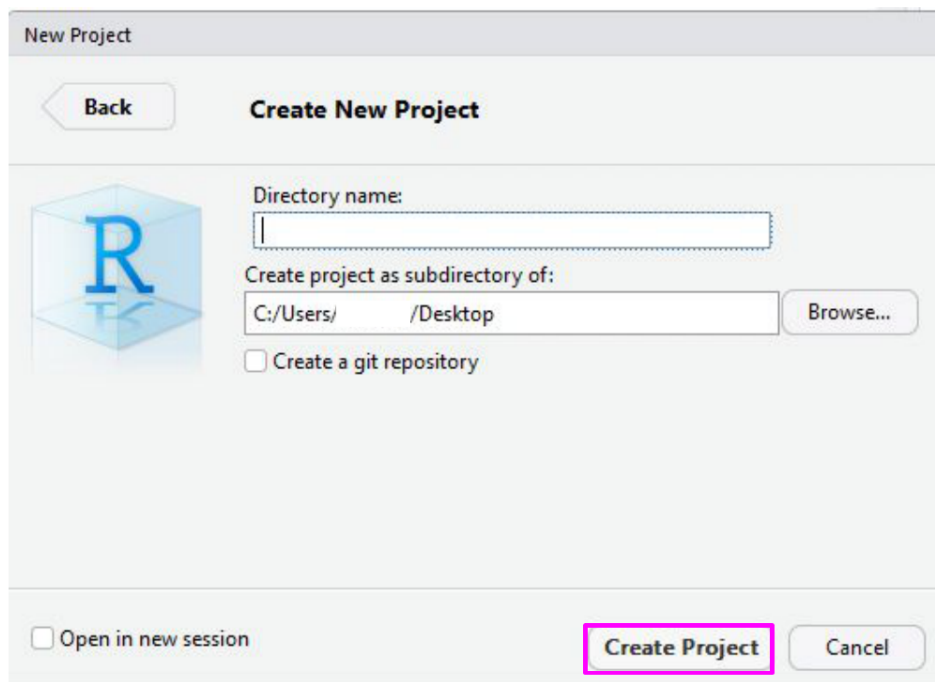 New Project
Back
Create New Project
R
Directory name:
Create project as subdirectory of:
C:/Users/ /Desktop
Browse...
Create a git repository
Open in new session
Create Project
Cancel